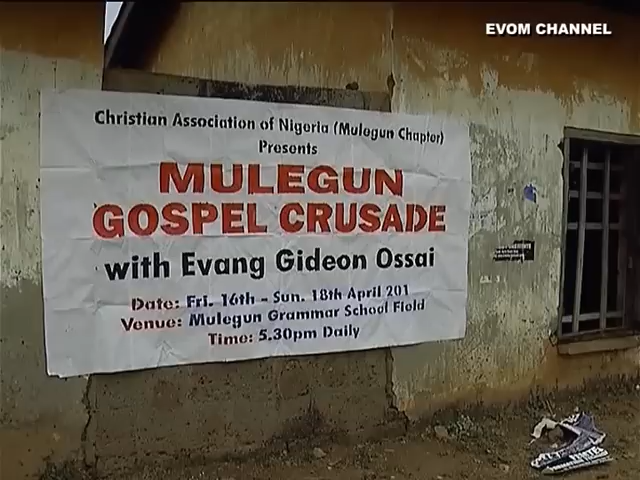 EVOM CHANNEL
Christian Association of Nigeria (Mulegun Chapter)
Presents
MULEGUN
GOSPEL CRUSADE
with Evang Gideon Ossai
Date: Fri. 16th - Sun. 18th April 201
Venue: Mulegun Grammar School Field
Time: 5.30pm Daily